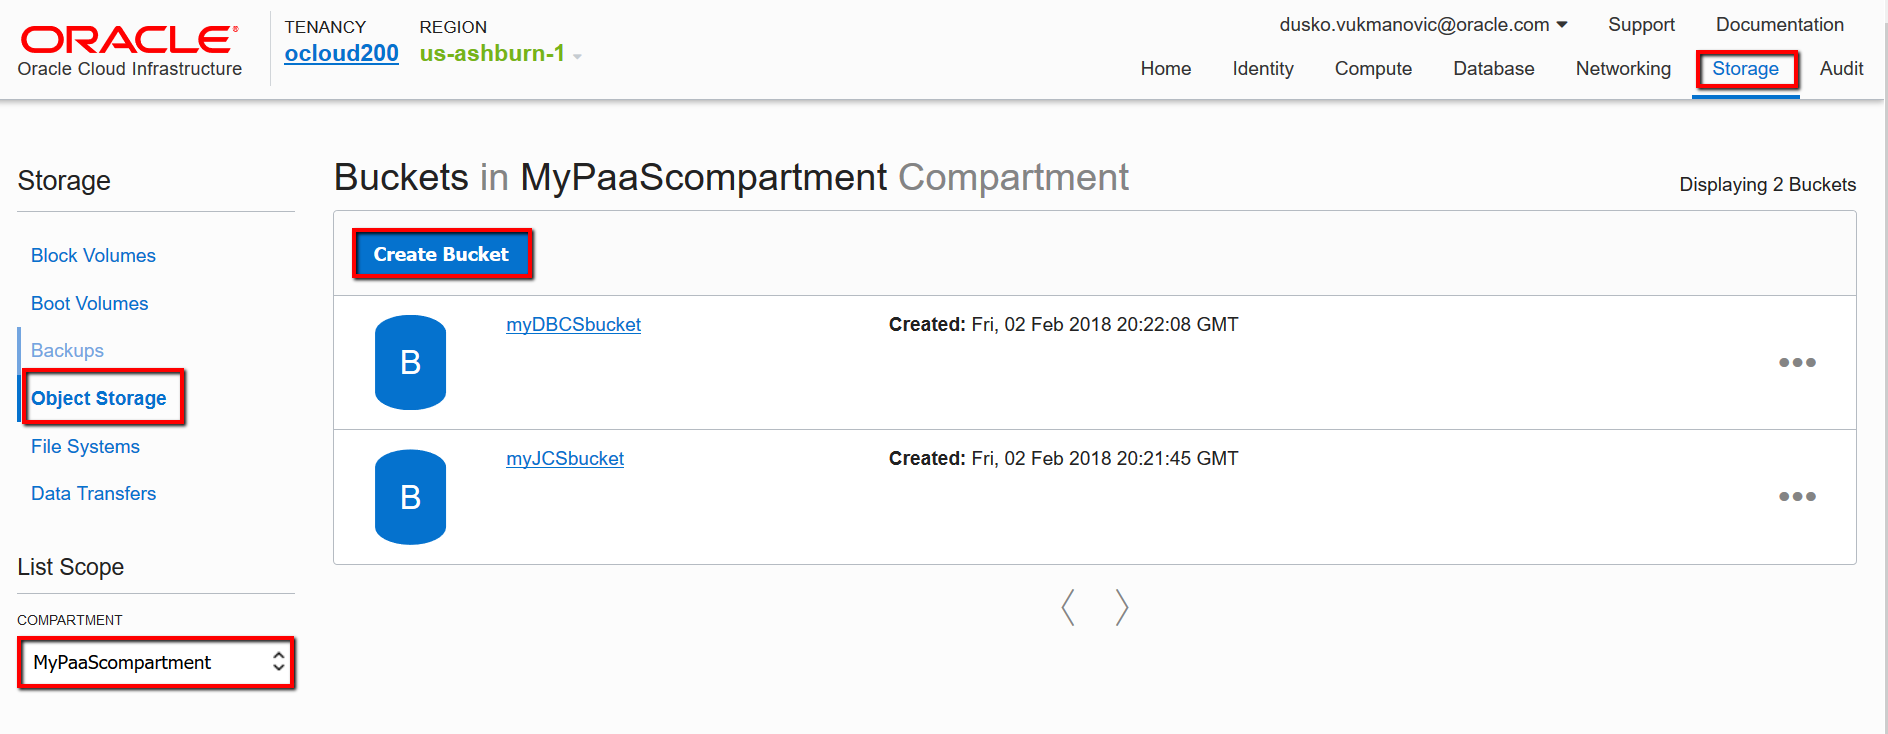 ORACLE®
Oracle Cloud Infrastructure
TENANCY
ocloud200
REGION
us-ashburn-1
dusko.vukmanovic@oracle.com
Support
Documentation
Home
Identity
Compute
Database
Networking
Storage
Audit
Storage
Block Volumes
Boot Volumes
Backups
Object Storage
File Systems
Data Transfers
List Scope
COMPARTMENT
MyPaaScompartment
Buckets in MyPaaScompartment Compartment
Displaying 2 Buckets
Create Bucket
B
myDBCSbucket
Created: Fri, 02 Feb 2018 20:22:08 GMT
B
myJCSbucket
Created: Fri, 02 Feb 2018 20:21:45 GMT